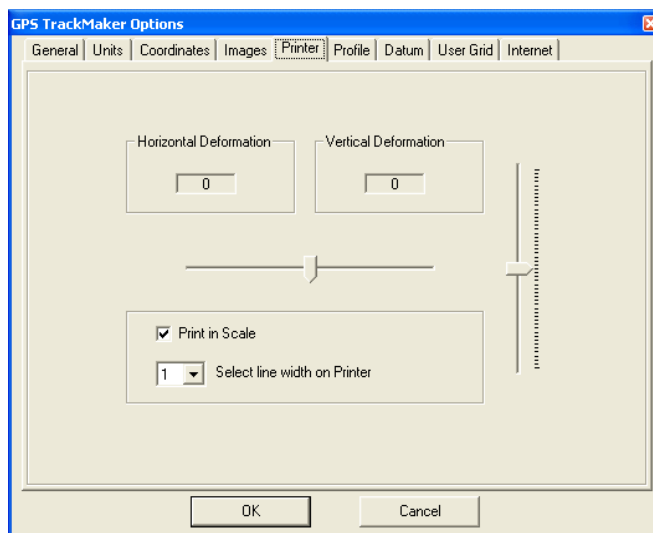 GPS TrackMaker Options
General Units Coordinates Images Printer Profile Datum User Grid Internet
Horizontal Deformation Vertical Deformation
0 0
Print in Scale
1 Select line width on Printer
OK Cancel